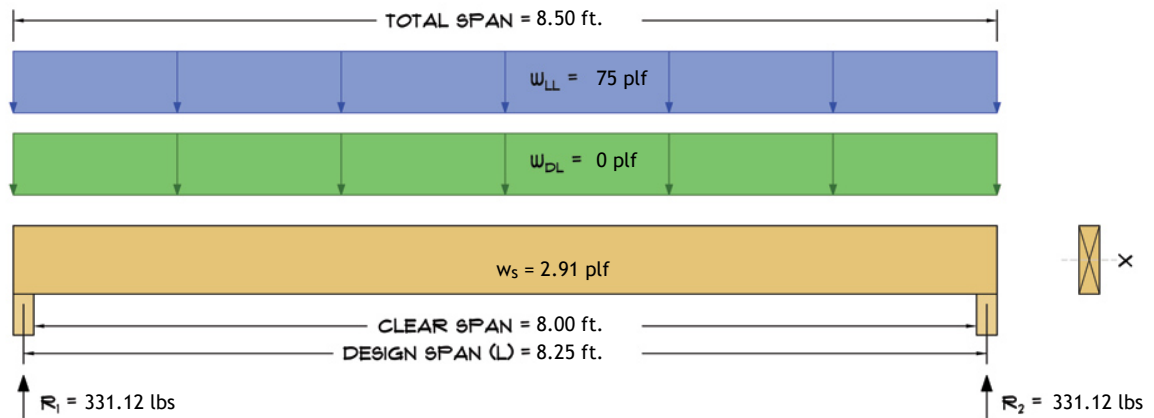 TOTAL SPAN = 8.50 ft.
WLL = 75 plf
WDL = 0 plf
ws = 2.91 plf
X
CLEAR SPAN = 8.00 ft.
DESIGN SPAN (L) = 8.25 ft.
R1 = 331.12 lbs
R2 = 331.12 lbs